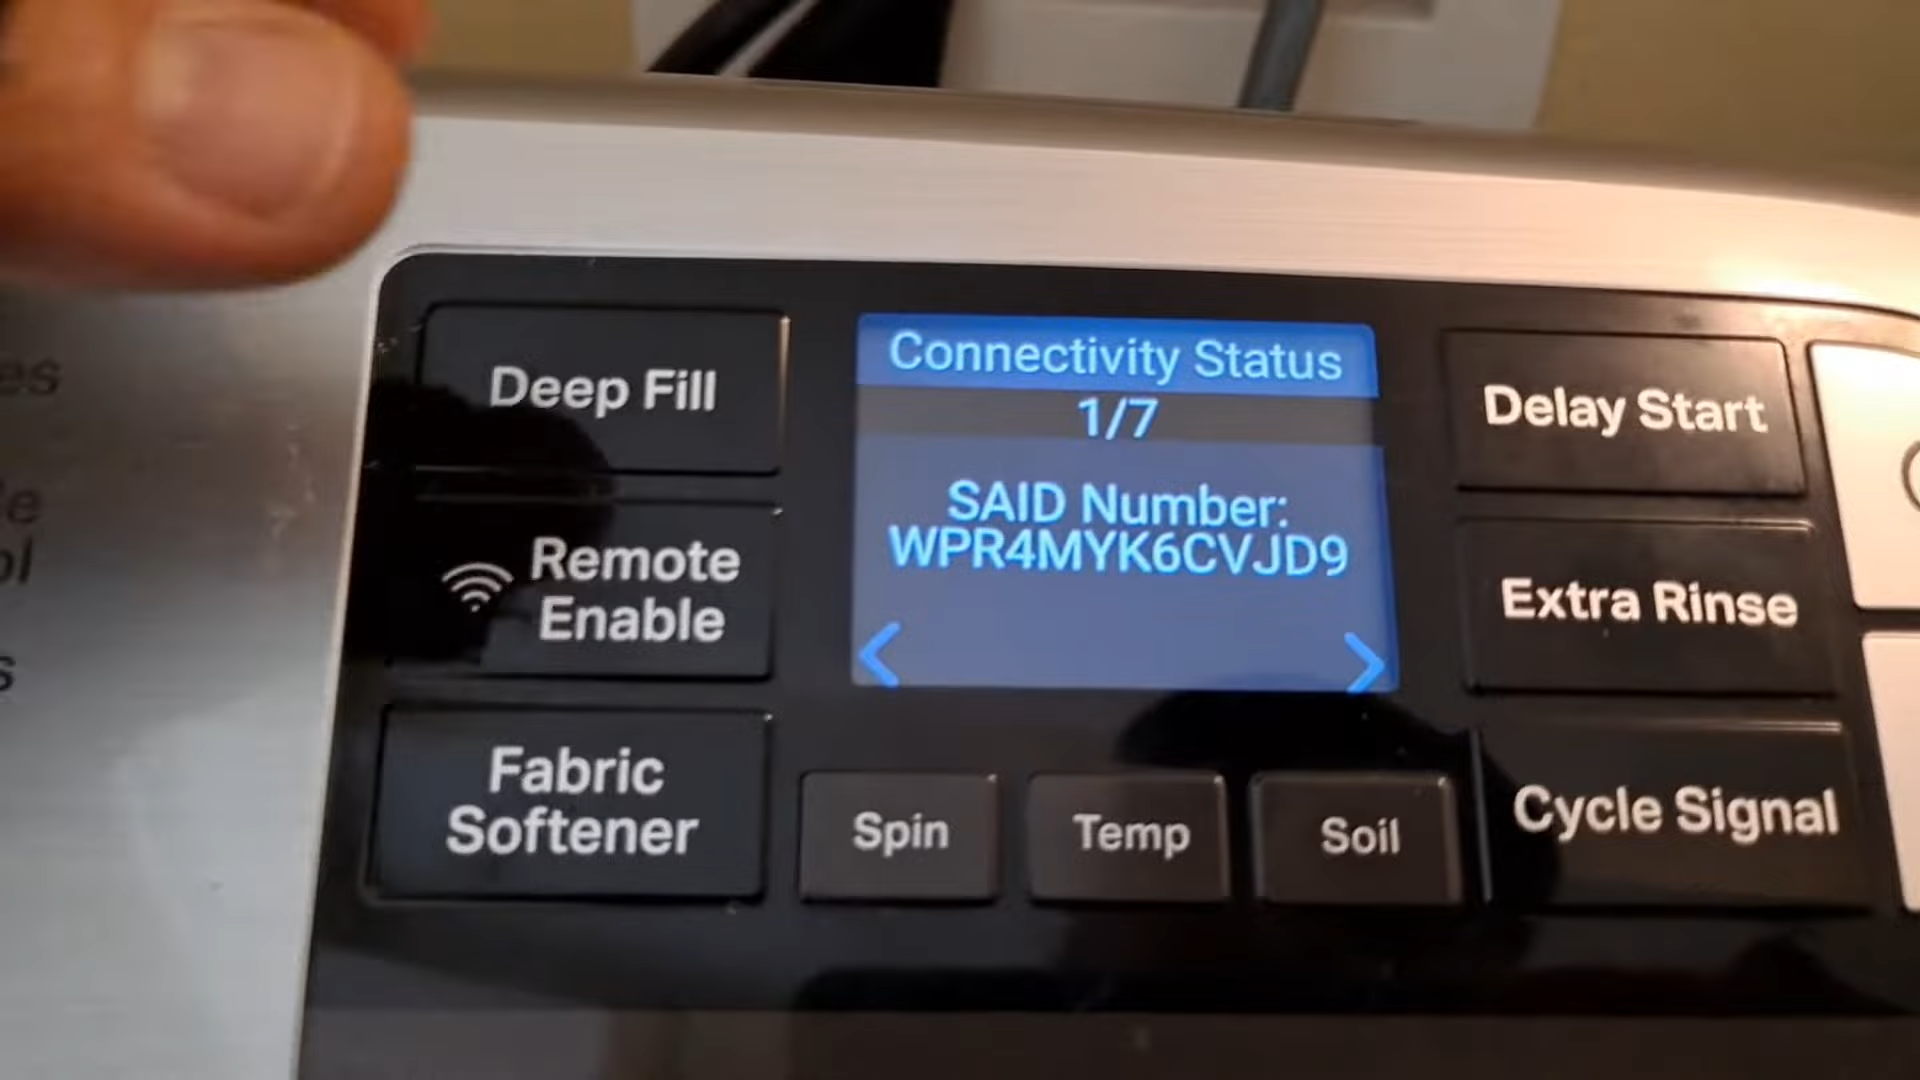 Connectivity Status
1/7
SAID Number:
WPR4MYK6CVJD9
Deep Fill
Remote
Enable
Fabric
Softener
Spin
Temp
Soil
Delay Start
Extra Rinse
Cycle Signal